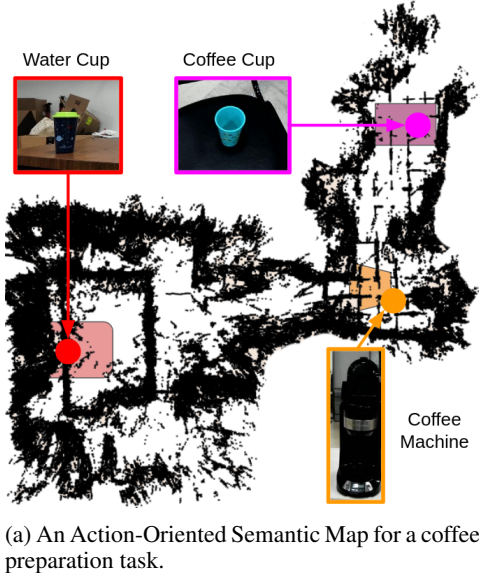 Water Cup
Coffee Cup
Coffee
Machine
(a) An Action-Oriented Semantic Map for a coffee
preparation task.